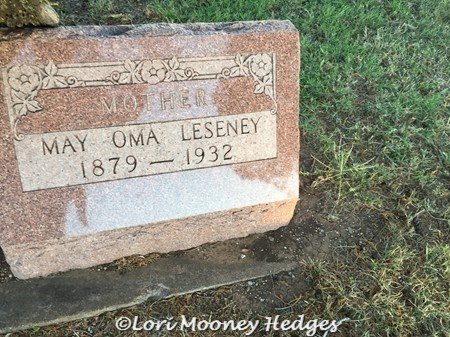 MOTHER
MAY OMA LESENEY
1879 — 1932
©Lori Mooney Hedges